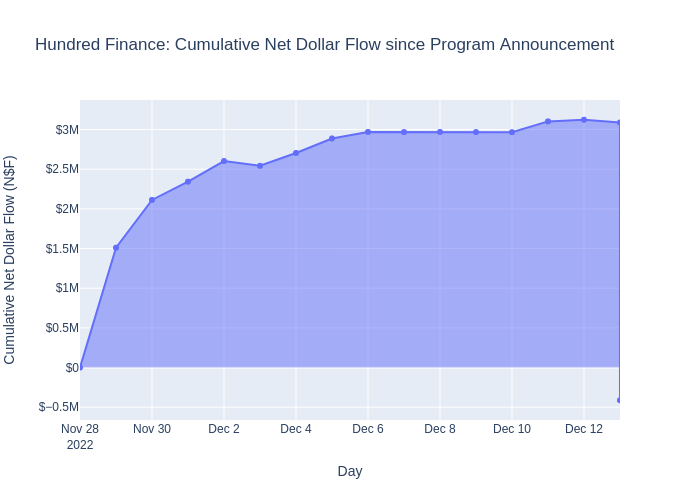 Hundred Finance: Cumulative Net Dollar Flow since Program Announcement
Cumulative Net Dollar Flow (N$F)
$3M
$2.5M
$2M
$1.5M
$1M
$0.5M
$0
$−0.5M
Nov 28
2022
Nov 30
Dec 2
Dec 4
Dec 6
Dec 8
Dec 10
Dec 12
Day